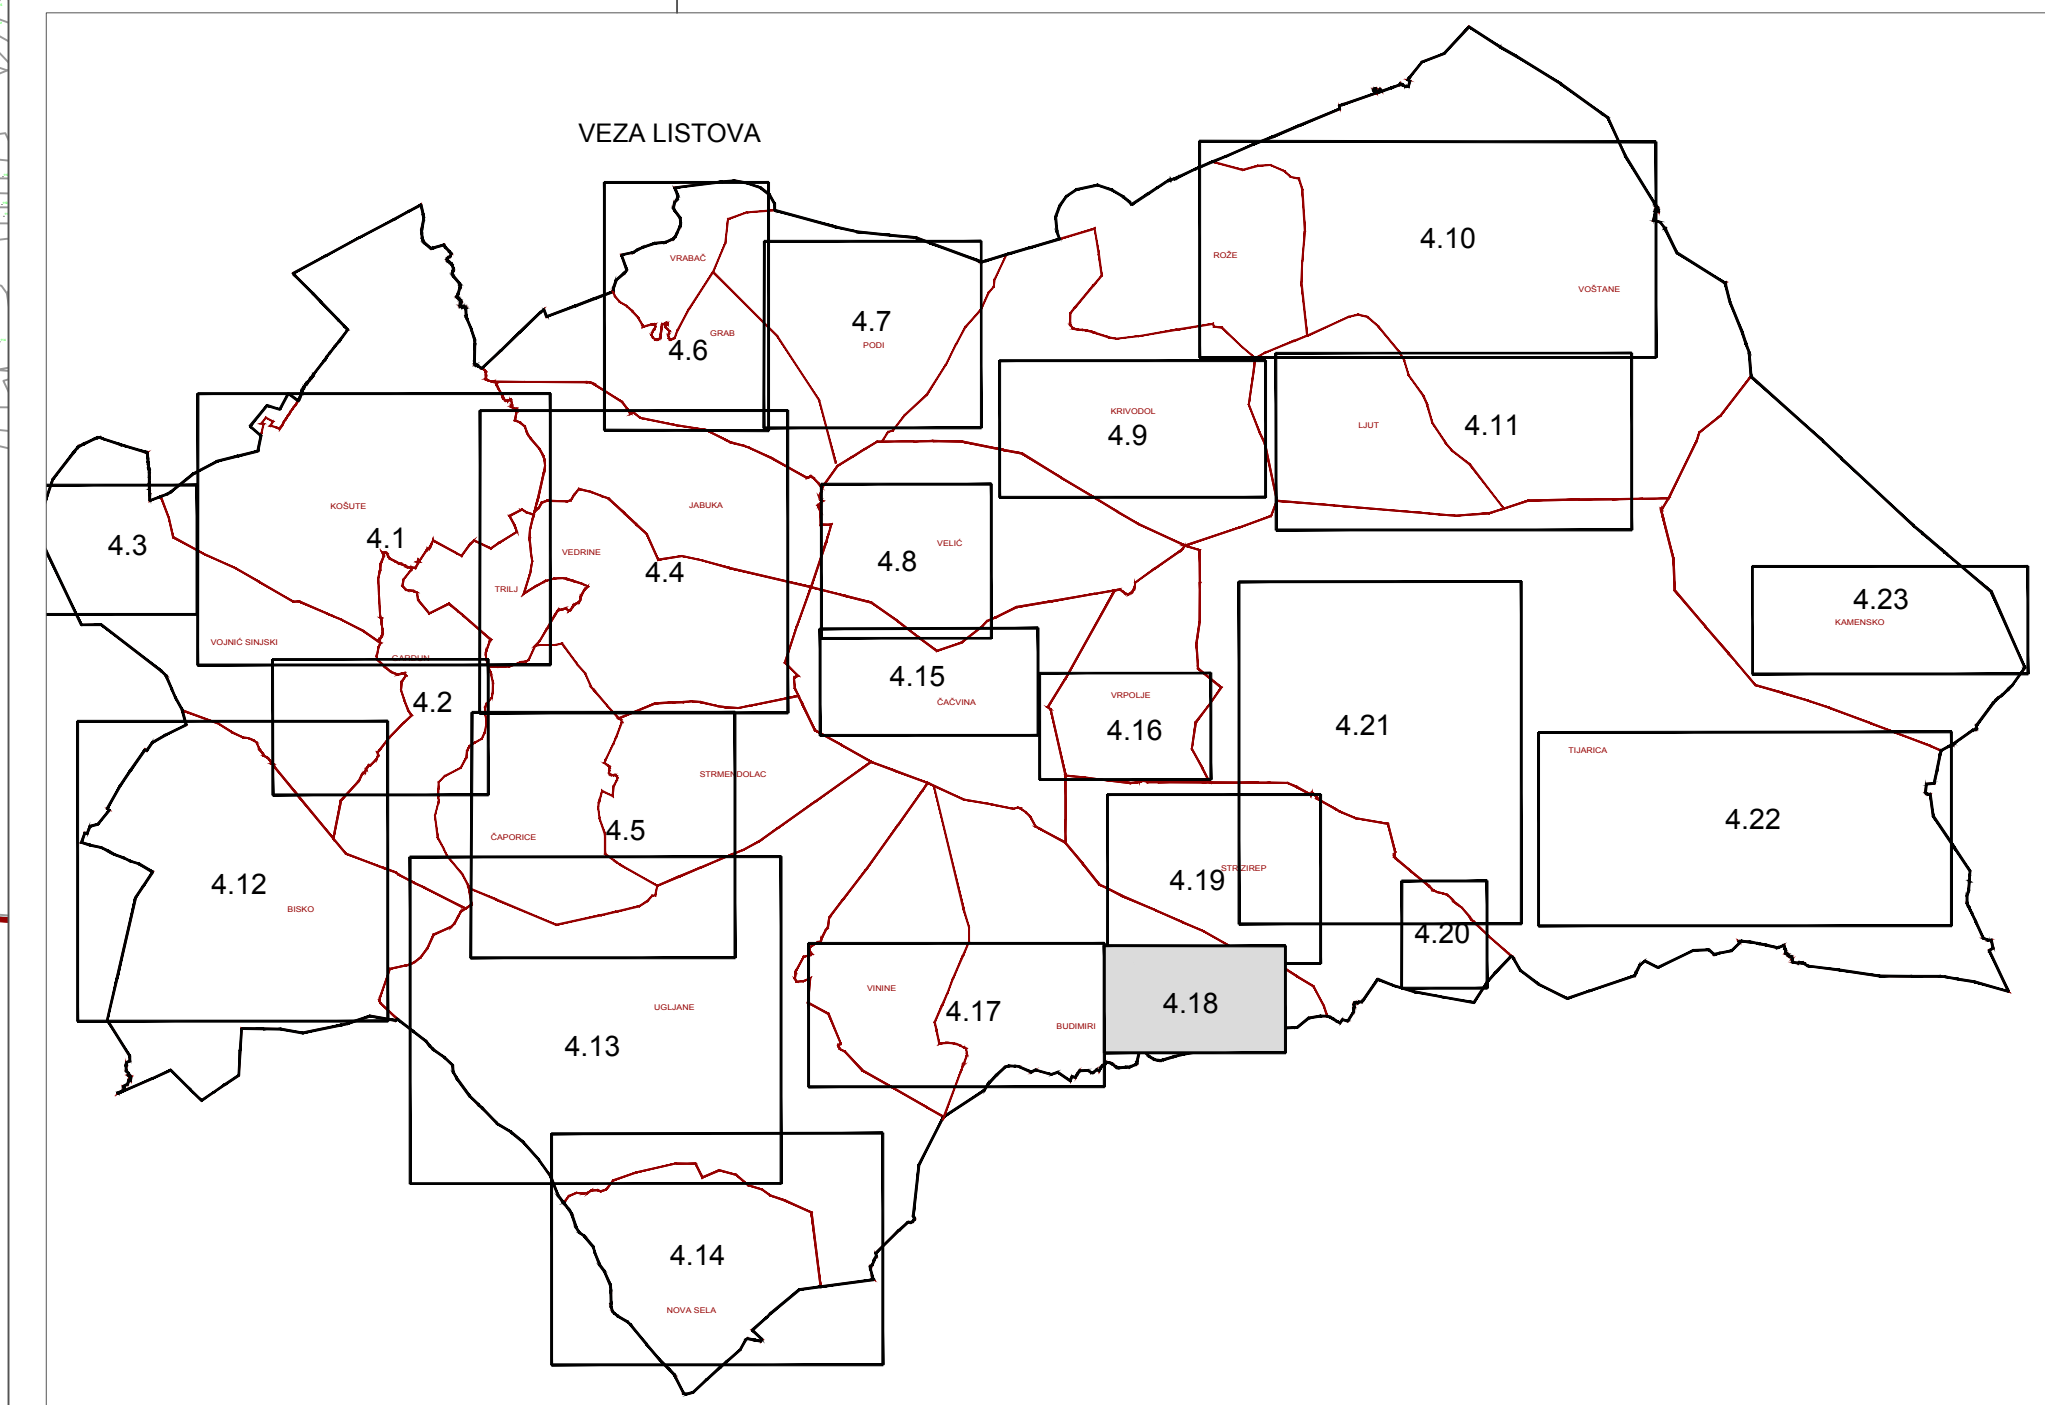 VEZA LISTOVA
4.10
ROŽE
VRABAČ
VOŠTANE
4.7
GRAB
PODI
4.6
KRIVODOL
4.9
LJUT
4.11
KOŠUTE
JABUKA
4.1
4.3
VEDRINE
VELIĆ
4.8
4.4
TRILJ
4.23
KAMENSKO
VOJNIĆ SINJSKI
GARDUN
4.15
ČAČVINA
VRPOLJE
4.2
4.16
4.21
TIJARICA
STRMENDOLAC
4.22
ČAPORICE
4.5
STRIZIREP
4.19
4.12
BISKO
4.20
VININE
4.17
4.18
UGLJANE
BUDIMIRI
4.13
4.14
NOVA SELA